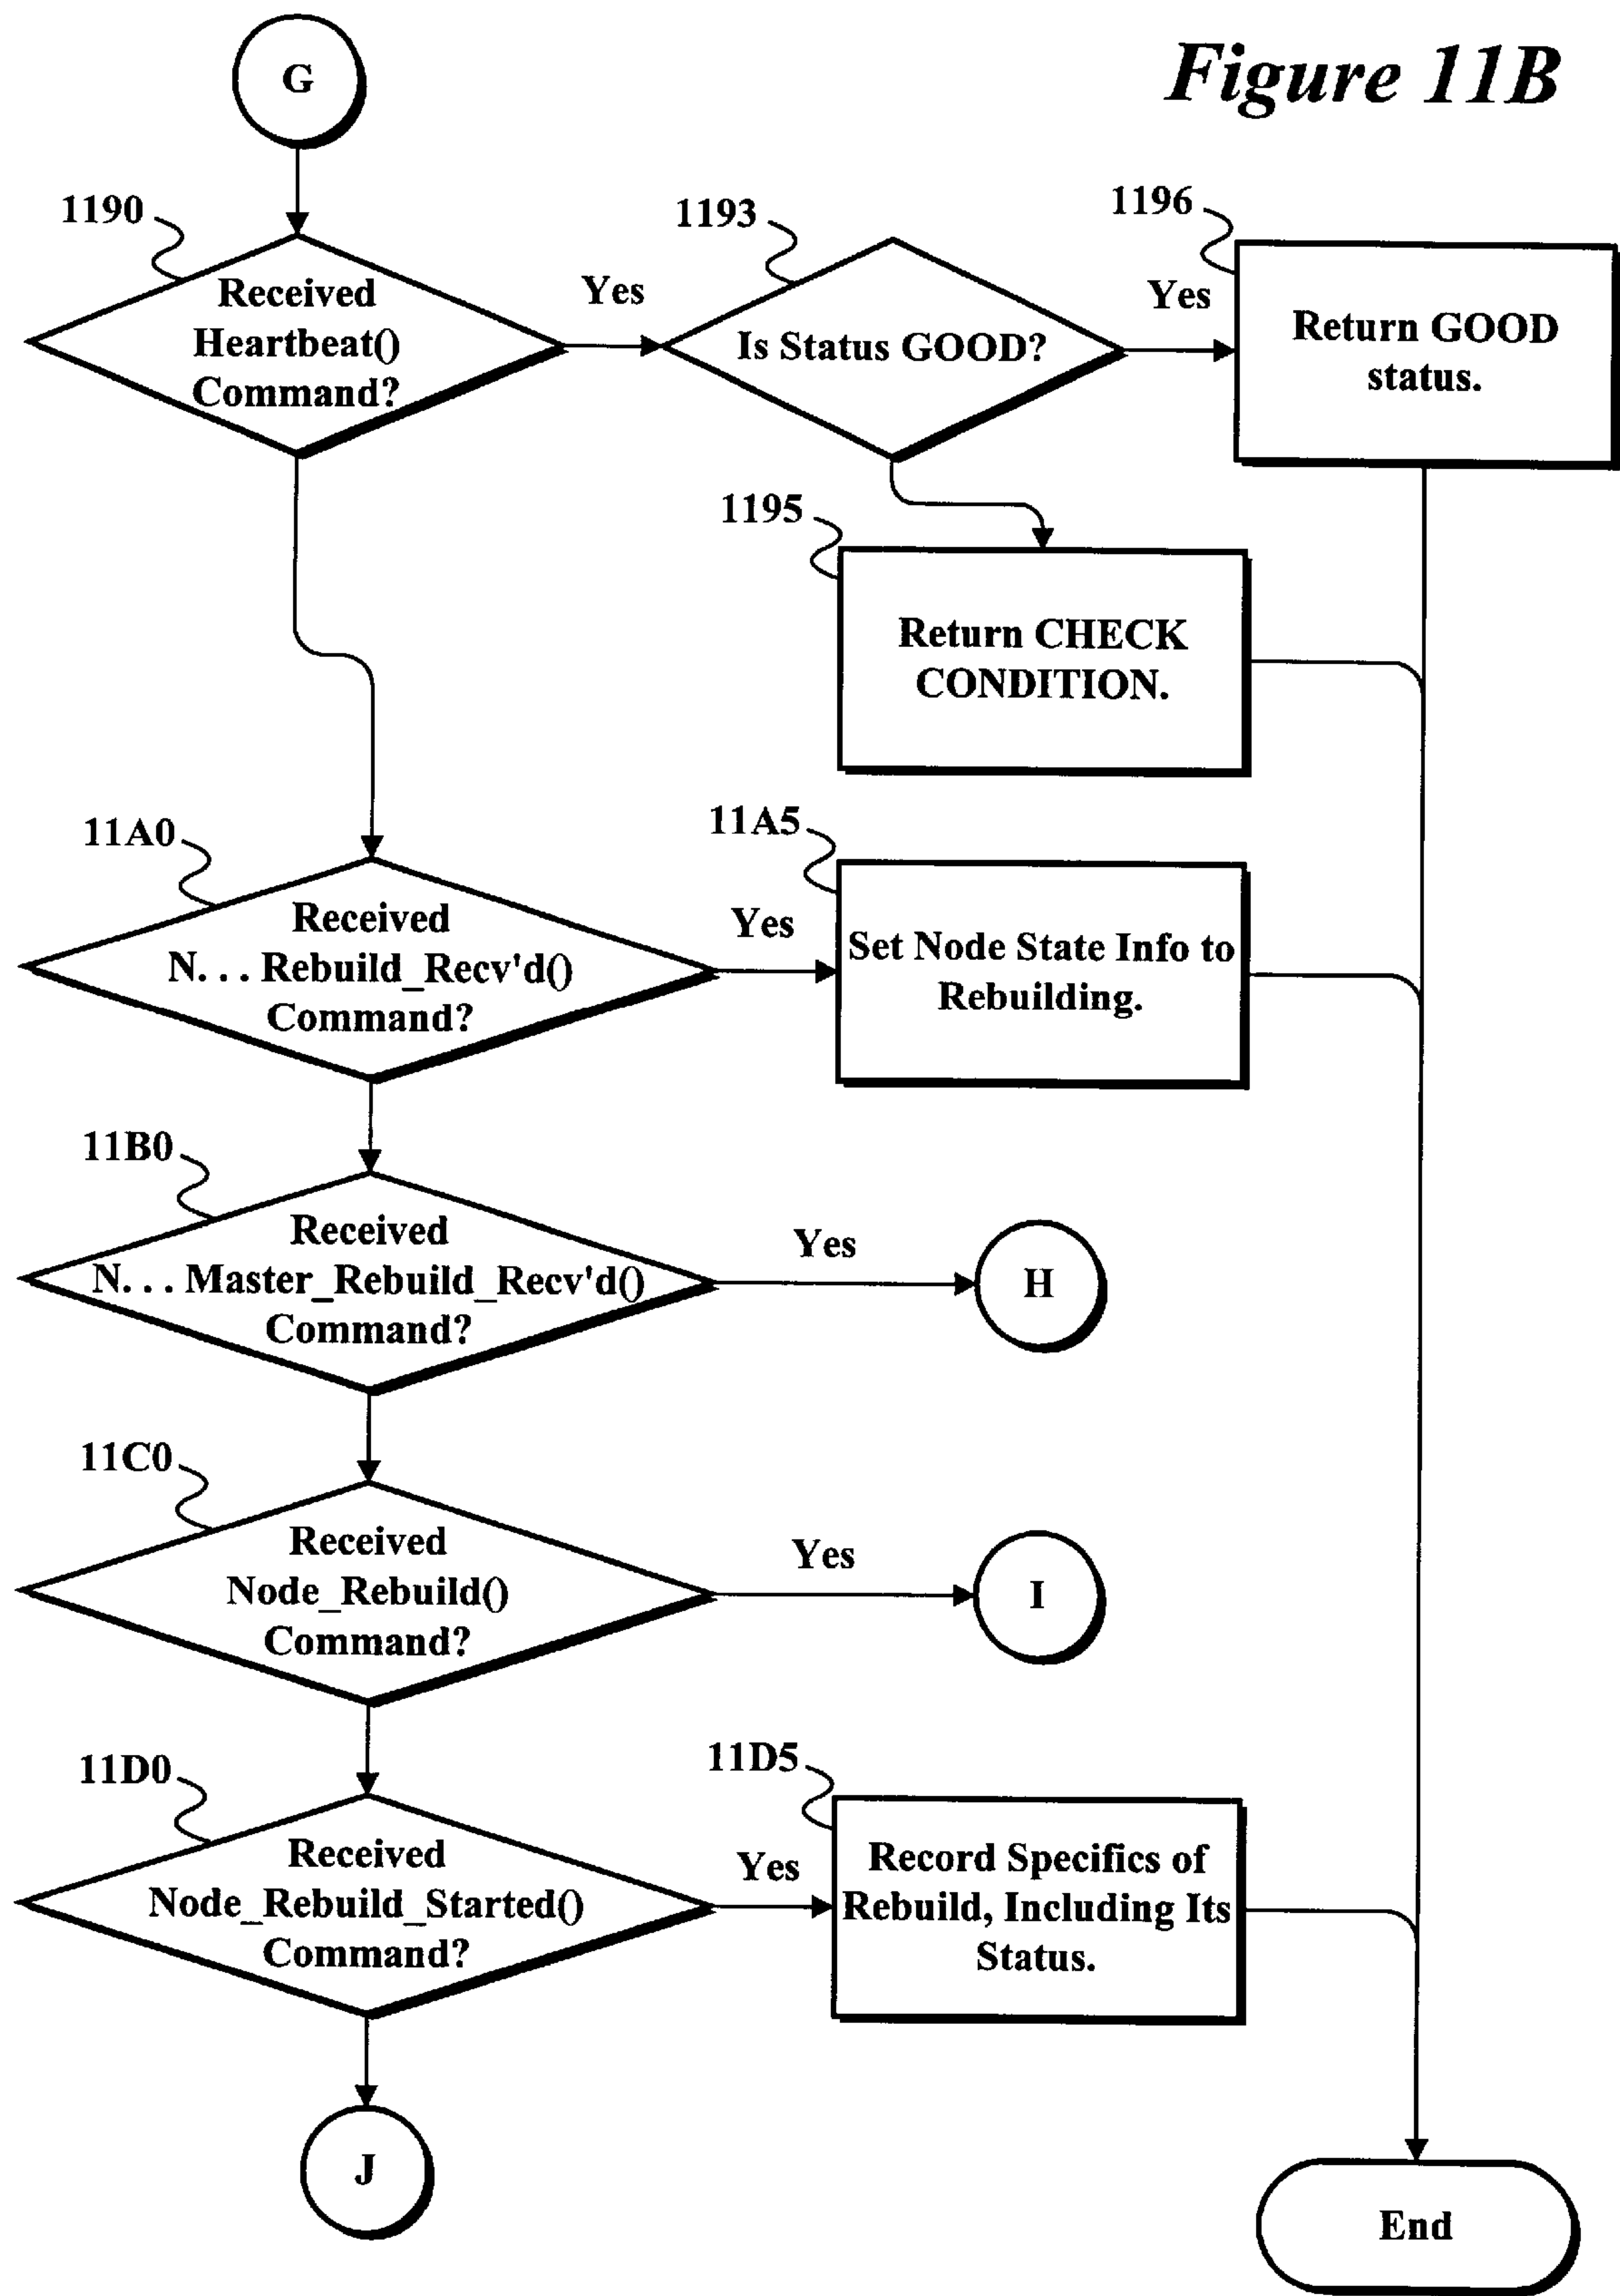 Figure 11B
G
1190
1193
1196
Received
Heartbeat()
Command?
Yes
Is Status GOOD?
Yes
Return GOOD
status.
1195
Return CHECK
CONDITION.
11A0
11A5
Received
N. . . Rebuild_Recv'd()
Command?
Yes
Set Node State Info to
Rebuilding.
11B0
Received
N. . . Master_Rebuild_Recv'd()
Command?
Yes
H
11C0
Received
Node_Rebuild()
Command?
Yes
I
11D0
11D5
Received
Node_Rebuild_Started()
Command?
Yes
Record Specifics of
Rebuild, Including Its
Status.
J
End